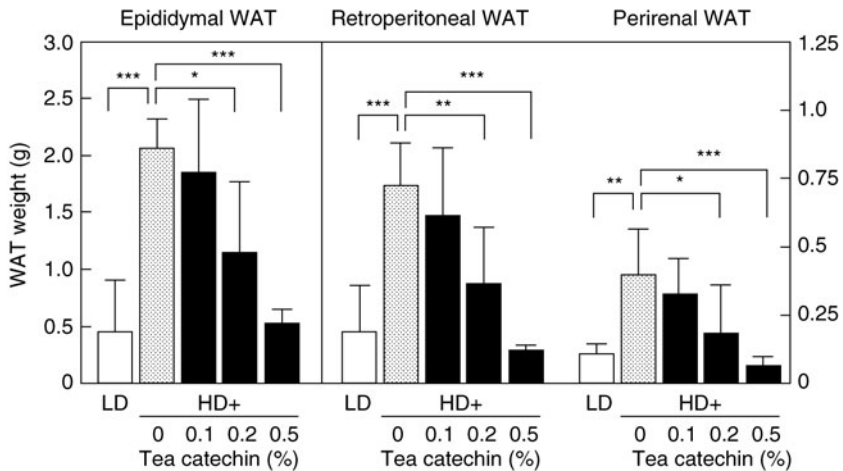 Epididymal WAT Retroperitoneal WAT Perirenal WAT
3.0 1.25
*** ***
*** * ***
2.5 1.0
*** **
2.0 ***
WAT weight (g) 0.75
** *
1.5
0.5
1.0
0.25
0.5
0 0
LD HD+ LD HD+ LD HD+
0 0.1 0.2 0.5 0 0.1 0.2 0.5 0 0.1 0.2 0.5
Tea catechin (%) Tea catechin (%) Tea catechin (%)